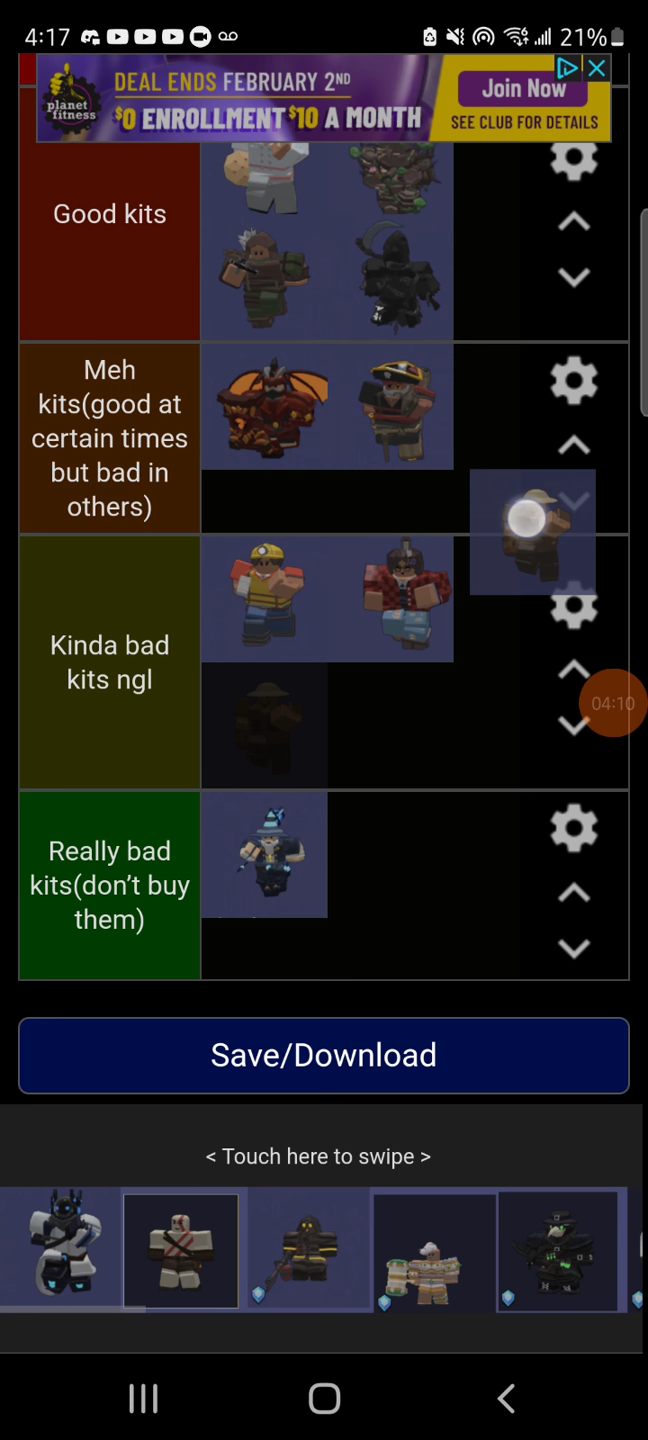 4:17
21%
planet
fitness
DEAL ENDS FEBRUARY 2ND
$0 ENROLLMENT $10 A MONTH
Join Now
SEE CLUB FOR DETAILS
Good kits
Meh
kits(good at
certain times
but bad in
others)
Kinda bad
kits ngl
04:10
Really bad
kits(don’t buy
them)
Save/Download
< Touch here to swipe >